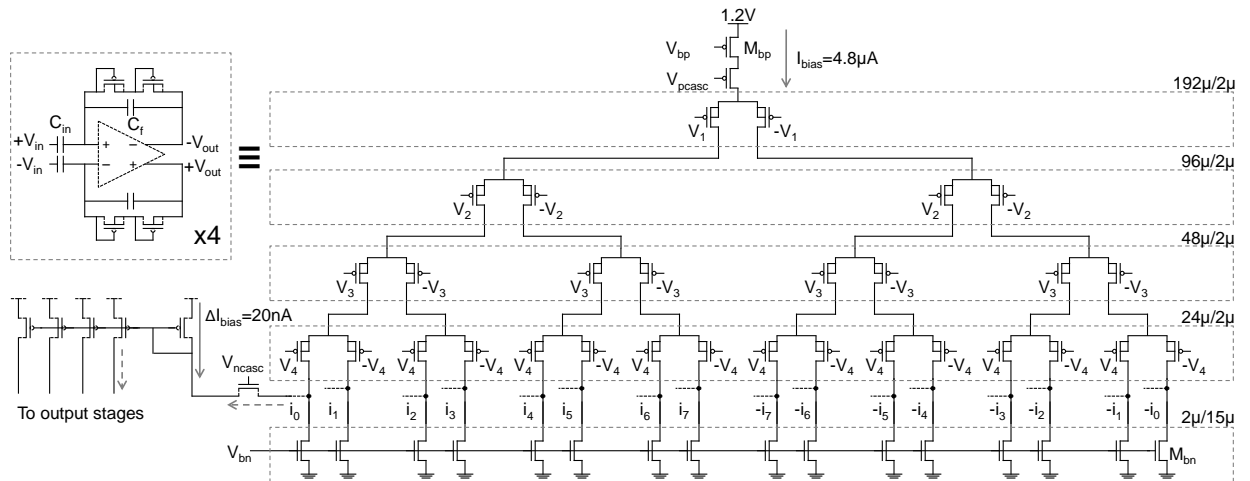 1.2V
V_bp
M_bp
I_bias=4.8µA
V_pcasc
192µ/2µ
C_in
C_f
+V_in
+ −
-V_out
-V_in
− +
+V_out
x4
≡
V_1
-V_1
96µ/2µ
V_2
-V_2
V_2
-V_2
48µ/2µ
V_3
-V_3
V_3
-V_3
V_3
-V_3
V_3
-V_3
24µ/2µ
ΔI_bias=20nA
V_4
-V_4
V_4
-V_4
V_4
-V_4
V_4
-V_4
V_4
-V_4
V_4
-V_4
V_4
-V_4
V_4
-V_4
V_ncasc
To output stages
i_0 i_1 i_2 i_3 i_4 i_5 i_6 i_7 -i_7 -i_6 -i_5 -i_4 -i_3 -i_2 -i_1 -i_0
2µ/15µ
V_bn
M_bn